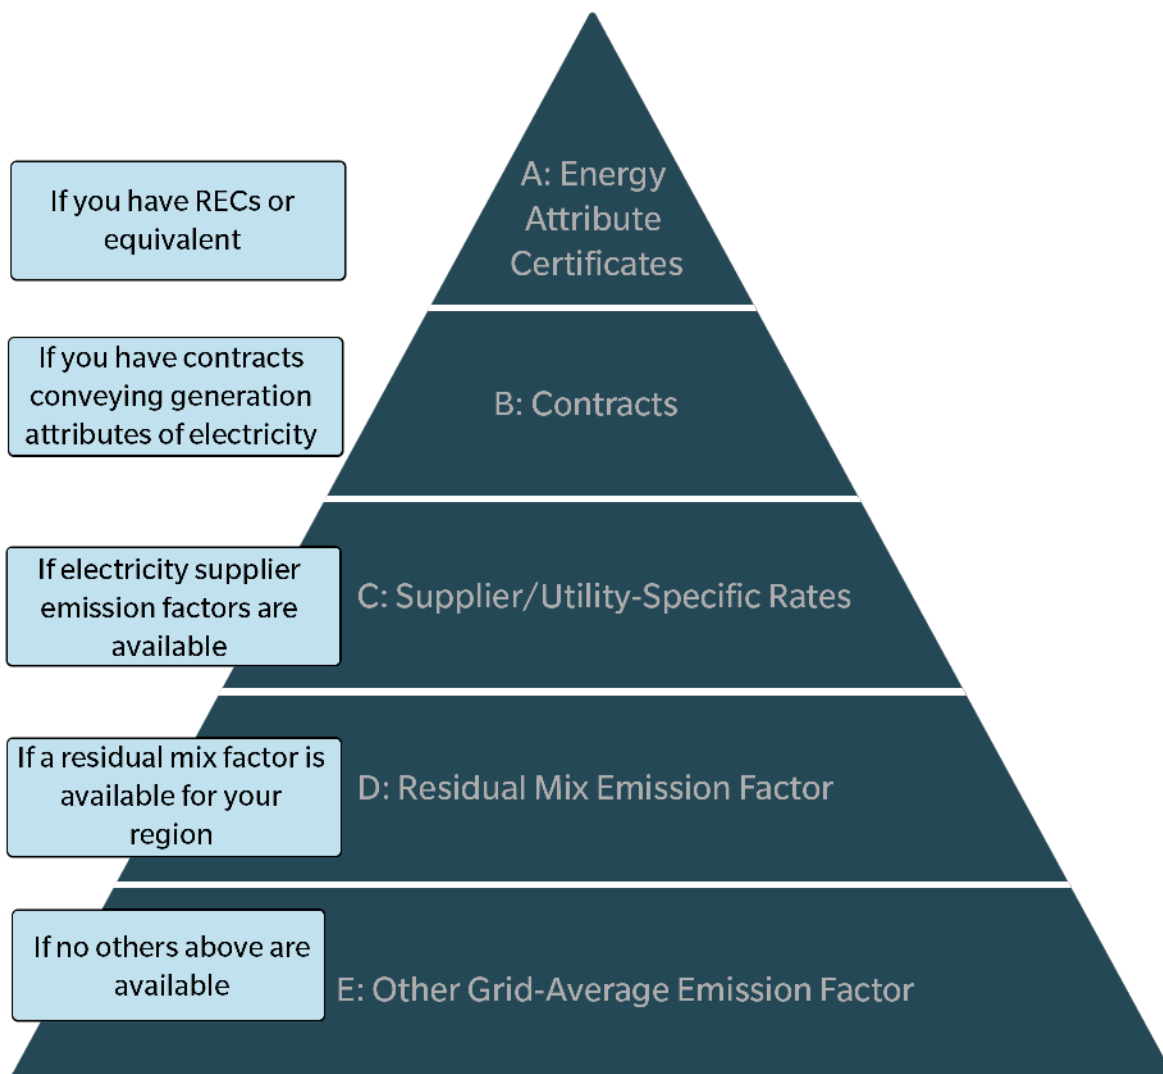 If you have RECs or
equivalent
A: Energy
Attribute
Certificates
If you have contracts
conveying generation
attributes of electricity
B: Contracts
If electricity supplier
emission factors are
available
C: Supplier/Utility-Specific Rates
If a residual mix factor is
available for your
region
D: Residual Mix Emission Factor
If no others above are
available
E: Other Grid-Average Emission Factor